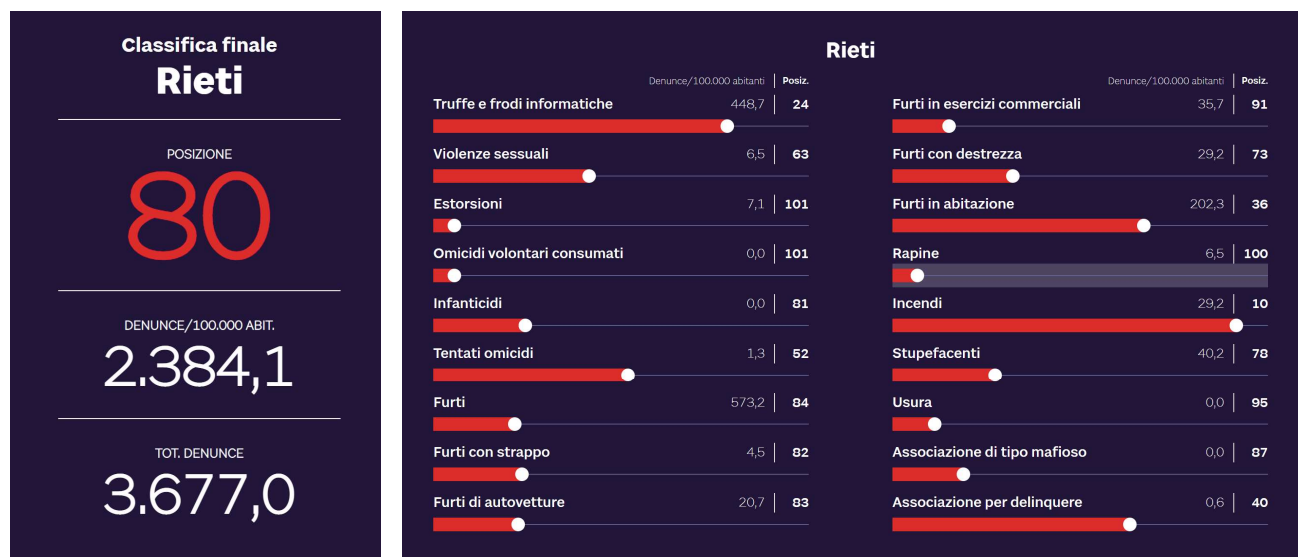 Classifica finale
Rieti
POSIZIONE
80
DENUNCE/100.000 ABIT.
2.384,1
TOT. DENUNCE
3.677,0
Rieti
Denunce/100.000 abitanti Posiz.
Truffe e frodi informatiche 448,7 24
Violenze sessuali 6,5 63
Estorsioni 7,1 101
Omicidi volontari consumati 0,0 101
Infanticidi 0,0 81
Tentati omicidi 1,3 52
Furti 573,2 84
Furti con strappo 4,5 82
Furti di autovetture 20,7 83
Denunce/100.000 abitanti Posiz.
Furti in esercizi commerciali 35,7 91
Furti con destrezza 29,2 73
Furti in abitazione 202,3 36
Rapine 6,5 100
Incendi 29,2 10
Stupefacenti 40,2 78
Usura 0,0 95
Associazione di tipo mafioso 0,0 87
Associazione per delinquere 0,6 40